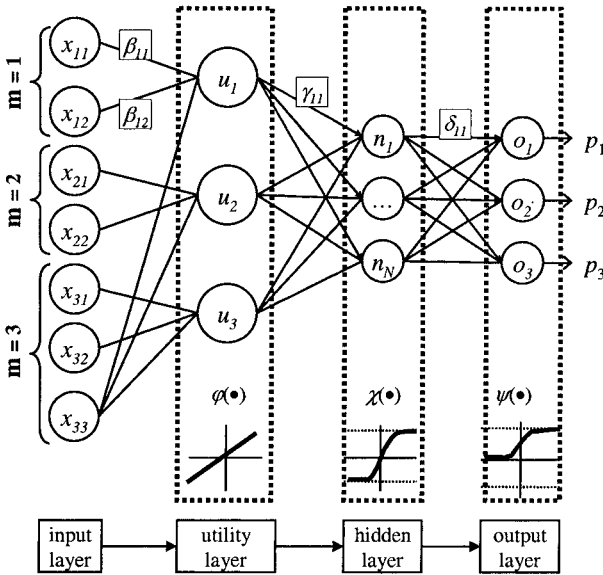 m = 1
x₁₁
β₁₁
x₁₂
β₁₂
m = 2
x₂₁
x₂₂
m = 3
x₃₁
x₃₂
x₃₃
u₁
u₂
u₃
γ₁₁
n₁
...
n_N
δ₁₁
o₁
o₂
o₃
p₁
p₂
p₃
φ(•)
χ(•)
ψ(•)
input
layer
utility
layer
hidden
layer
output
layer